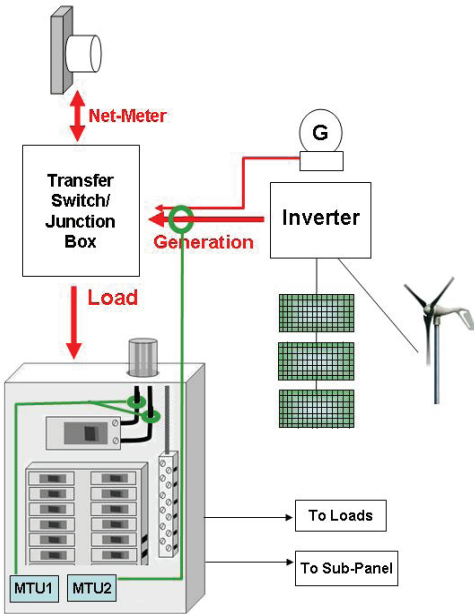 Net-Meter
G
Transfer
Switch/
Junction
Box
Inverter
Generation
Load
To Loads
To Sub-Panel
MTU1
MTU2